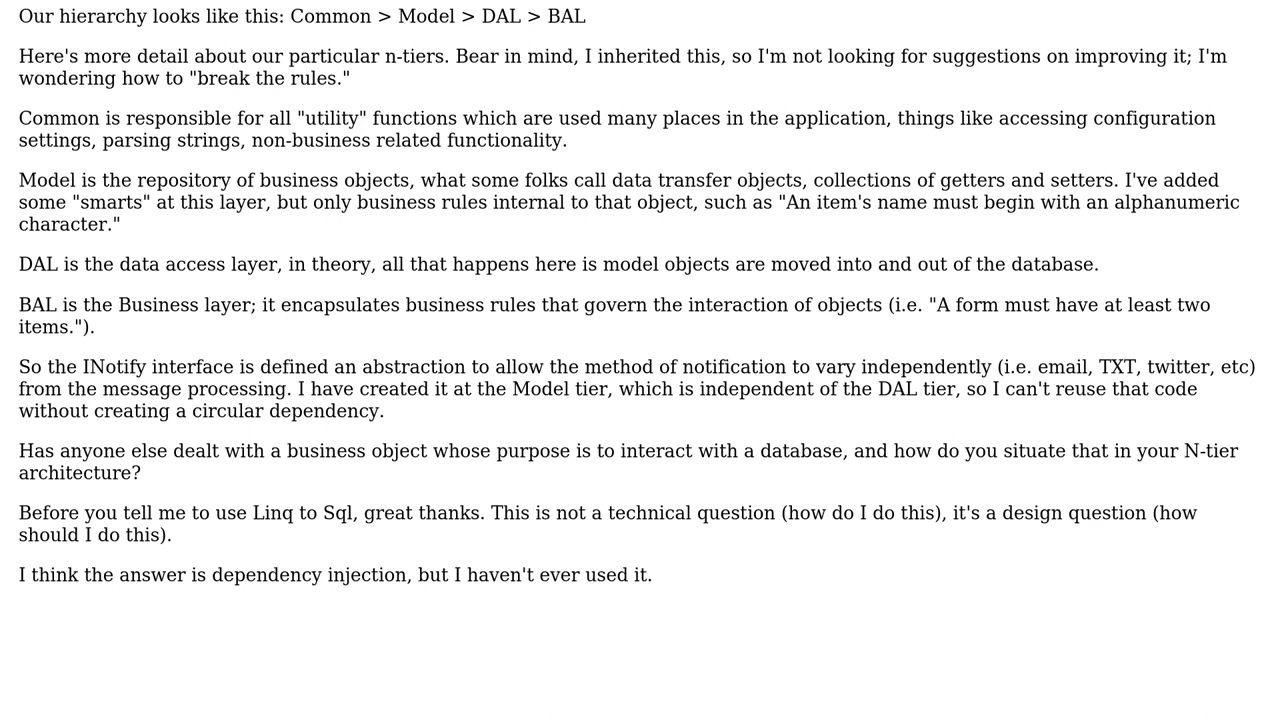 Our hierarchy looks like this: Common > Model > DAL > BAL
Here's more detail about our particular n-tiers. Bear in mind, I inherited this, so I'm not looking for suggestions on improving it; I'm
wondering how to "break the rules."
Common is responsible for all "utility" functions which are used many places in the application, things like accessing configuration
settings, parsing strings, non-business related functionality.
Model is the repository of business objects, what some folks call data transfer objects, collections of getters and setters. I've added
some "smarts" at this layer, but only business rules internal to that object, such as "An item's name must begin with an alphanumeric
character."
DAL is the data access layer, in theory, all that happens here is model objects are moved into and out of the database.
BAL is the Business layer; it encapsulates business rules that govern the interaction of objects (i.e. "A form must have at least two
items.").
So the INotify interface is defined an abstraction to allow the method of notification to vary independently (i.e. email, TXT, twitter, etc)
from the message processing. I have created it at the Model tier, which is independent of the DAL tier, so I can't reuse that code
without creating a circular dependency.
Has anyone else dealt with a business object whose purpose is to interact with a database, and how do you situate that in your N-tier
architecture?
Before you tell me to use Linq to Sql, great thanks. This is not a technical question (how do I do this), it's a design question (how
should I do this).
I think the answer is dependency injection, but I haven't ever used it.